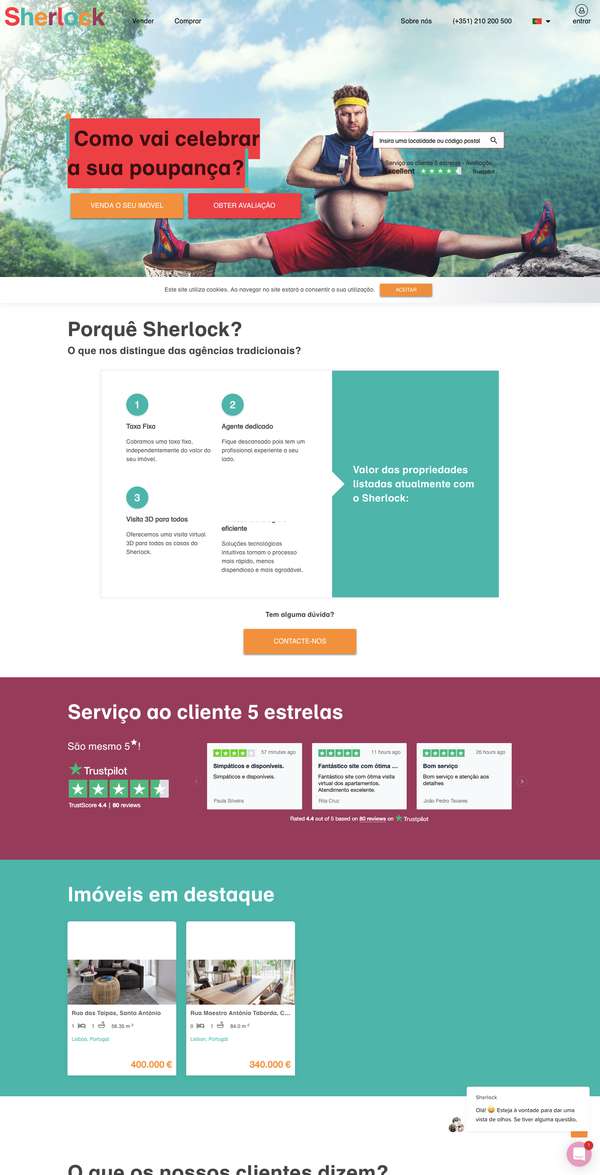 Sherlock
Vender
Comprar
Sobre nós
(+351) 210 200 500
entrar
Como vai celebrar
a sua poupança?
Insira uma localidade ou código postal
Serviço ao cliente 5 estrelas - Avaliação...
Excellent
Trustpilot
VENDA O SEU IMÓVEL
OBTER AVALIAÇÃO
Este site utiliza cookies. Ao navegar no site estará a consentir a sua utilização.
ACEITAR
Porquê Sherlock?
O que nos distingue das agências tradicionais?
1
Taxa Fixa
Cobramos uma taxa fixa,
independentemente do valor do
seu imóvel.
2
Agente dedicado
Fique descansado pois tem um
profissional experiente a seu
lado.
3
Visita 3D para todos
Oferecemos uma visita virtual
3D para todas as casas do
Sherlock.
eficiente
Soluções tecnológicas
intuitivas tornam o processo
mais rápido, menos
dispendioso e mais agradável.
Valor das propriedades
listadas atualmente com
o Sherlock:
Tem alguma dúvida?
CONTACTE-NOS
Serviço ao cliente 5 estrelas
São mesmo 5★!
Trustpilot
TrustScore 4.4 | 80 reviews
57 minutes ago
Simpáticos e disponíveis.
Simpáticos e disponíveis.
Paula Silveira
11 hours ago
Fantástico site com ótima ...
Fantástico site com ótima visita
virtual dos apartamentos.
Atendimento excelente.
Rita Cruz
26 hours ago
Bom serviço
Bom serviço e atenção aos
detalhes
João Pedro Tavares
Rated 4.4 out of 5 based on 80 reviews on Trustpilot
Imóveis em destaque
Rua das Taipas, Santo António
1 1 58.35 m²
Lisboa, Portugal
400.000 €
Rua Maestro António Taborda, C...
0 1 84.0 m²
Lisboa, Portugal
340.000 €
Sherlock
Olá! 😄 Esteja à vontade para dar uma
vista de olhos. Se tiver alguma questão,
1
O que os nossos clientes dizem?